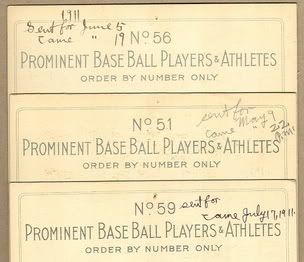 1911
Sent for June 5
Came " 19
No 56
PROMINENT BASE BALL PLAYERS & ATHLETES
ORDER BY NUMBER ONLY
sent for
May 9
came " 22
No 51
PROMINENT BASE BALL PLAYERS & ATHLETES
ORDER BY NUMBER ONLY
No 59 sent for
came July 17, 1911.
PROMINENT BASE BALL PLAYERS & ATHLETES
ORDER BY NUMBER ONLY